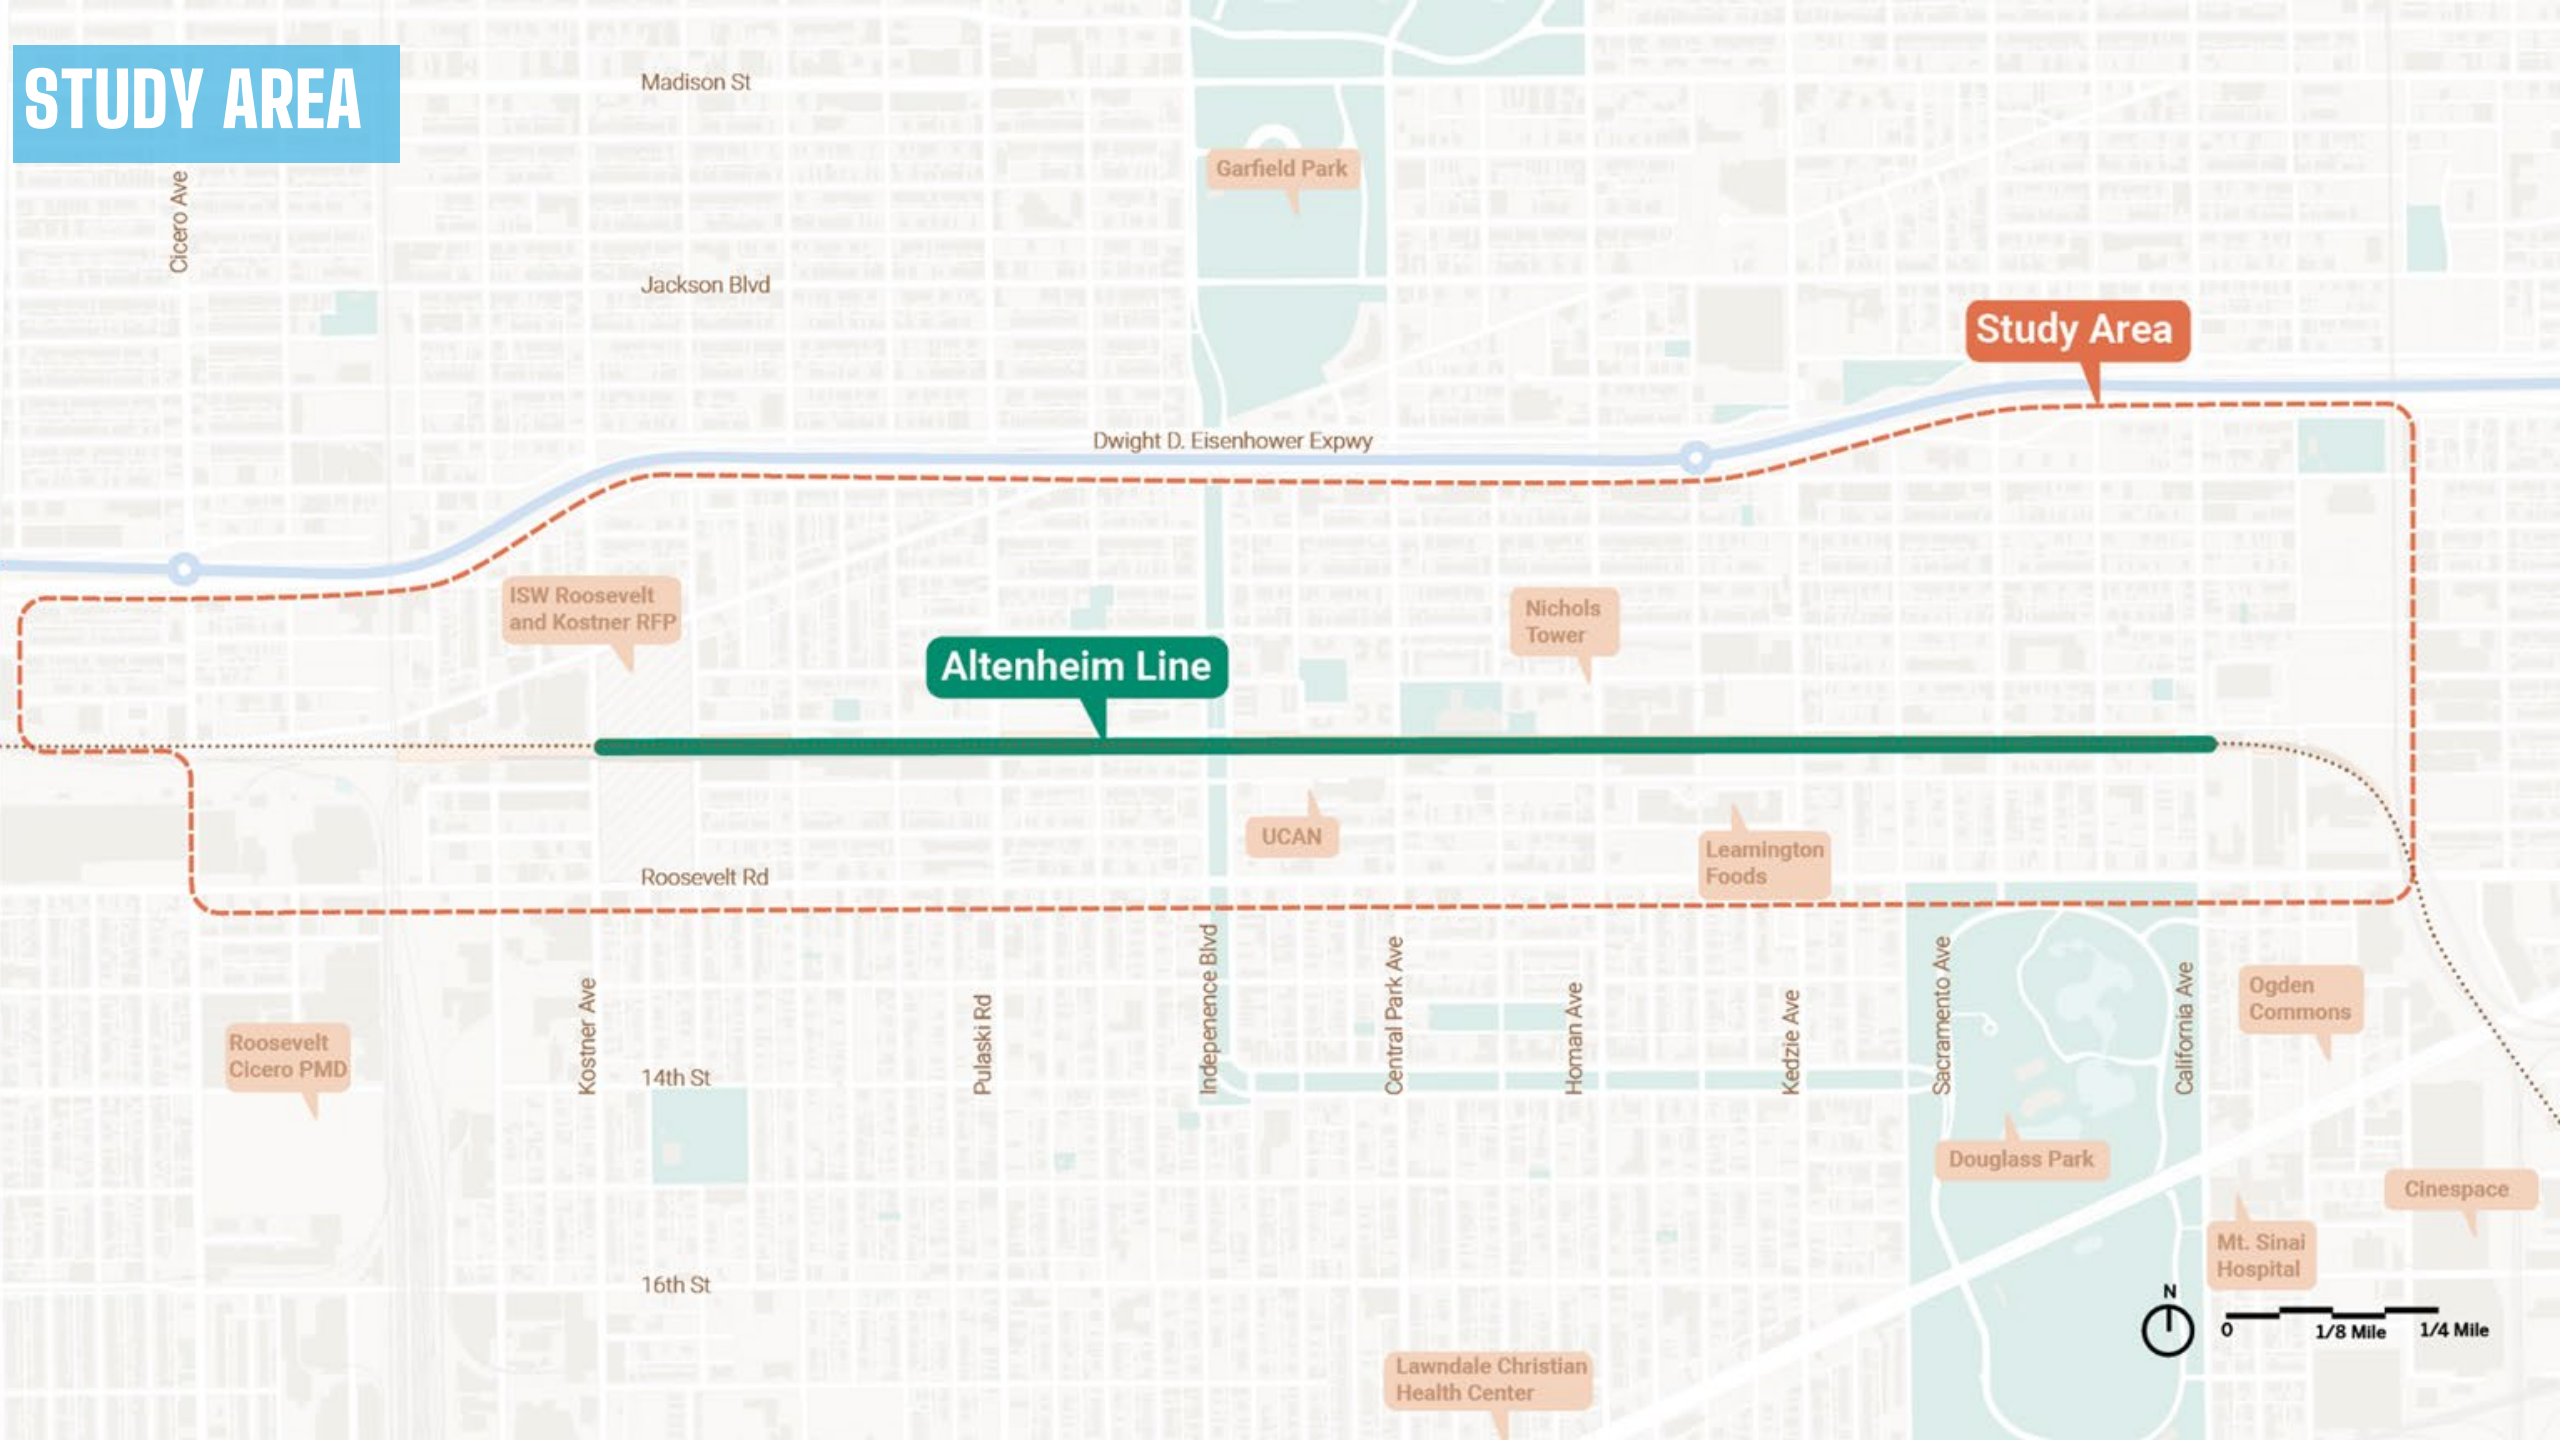 STUDY AREA
Madison St
Garfield Park
Cicero Ave
Jackson Blvd
Study Area
Dwight D. Eisenhower Expwy
ISW Roosevelt
and Kostner RFP
Nichols
Tower
Altenheim Line
UCAN
Leamington
Foods
Roosevelt Rd
Kostner Ave
Pulaski Rd
Indepenence Blvd
Central Park Ave
Homan Ave
Kedzie Ave
Sacramento Ave
California Ave
Ogden
Commons
Roosevelt
Cicero PMD
14th St
Douglass Park
Cinespace
Mt. Sinai
Hospital
16th St
N
0
1/8 Mile
1/4 Mile
Lawndale Christian
Health Center